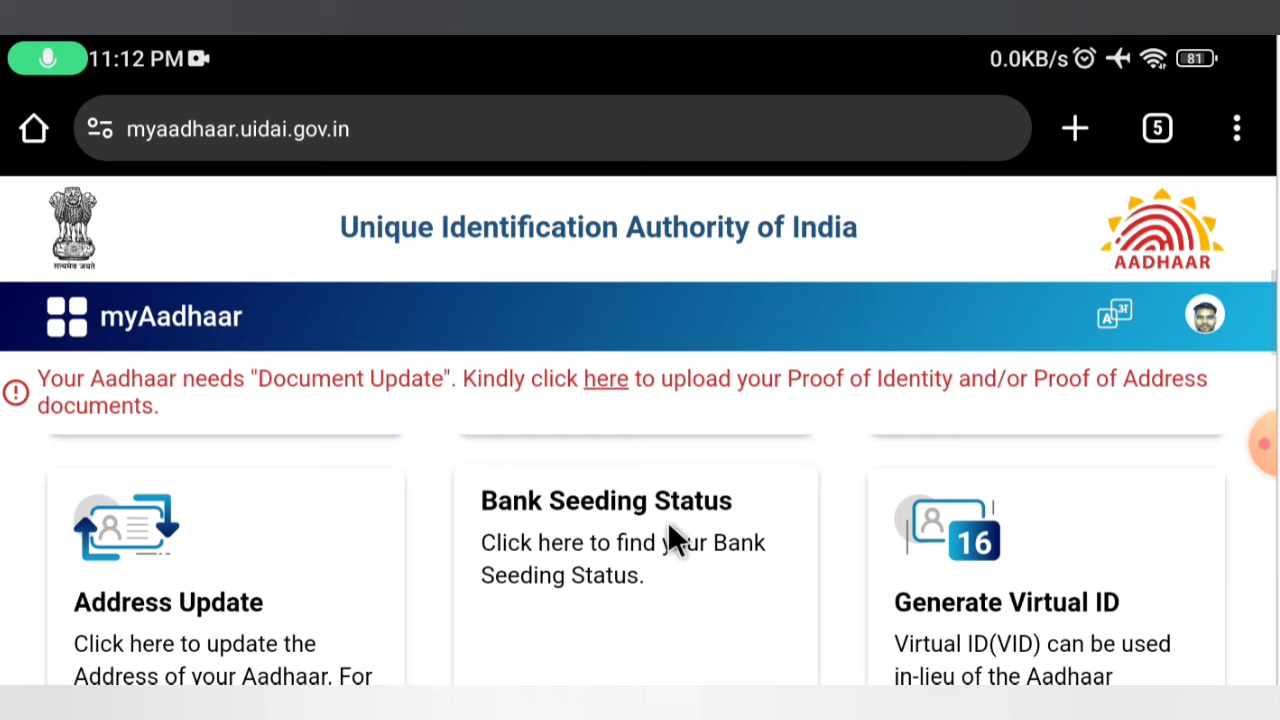 11:12 PM
0.0KB/s
81
myaadhaar.uidai.gov.in
5
सत्यमेव जयते
Unique Identification Authority of India
AADHAAR
myAadhaar
A अ
Your Aadhaar needs "Document Update". Kindly click here to upload your Proof of Identity and/or Proof of Address
documents.
Bank Seeding Status
Click here to find your Bank
Seeding Status.
16
Address Update
Click here to update the
Address of your Aadhaar. For
Generate Virtual ID
Virtual ID(VID) can be used
in-lieu of the Aadhaar